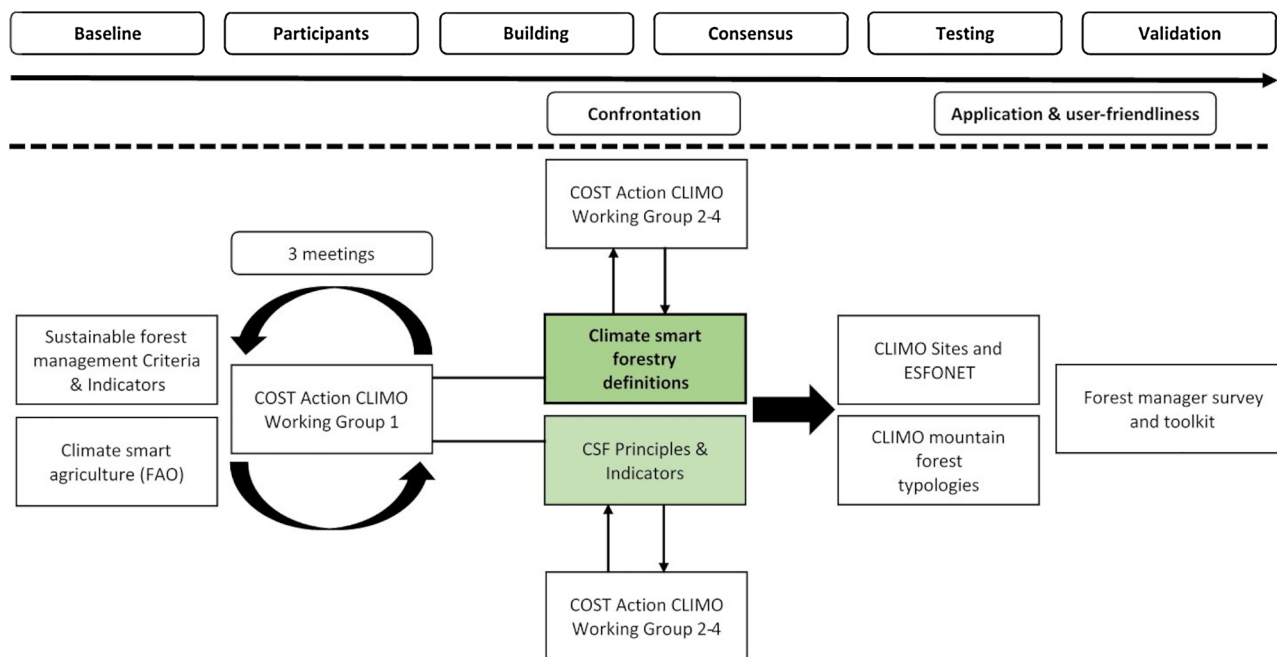 Baseline
Participants
Building
Consensus
Testing
Validation
Confrontation
Application & user-friendliness
COST Action CLIMO
Working Group 2-4
3 meetings
Sustainable forest
management Criteria
& Indicators
Climate smart
agriculture (FAO)
COST Action CLIMO
Working Group 1
Climate smart
forestry
definitions
CSF Principles &
Indicators
COST Action CLIMO
Working Group 2-4
CLIMO Sites and
ESFONET
CLIMO mountain
forest
typologies
Forest manager survey
and toolkit